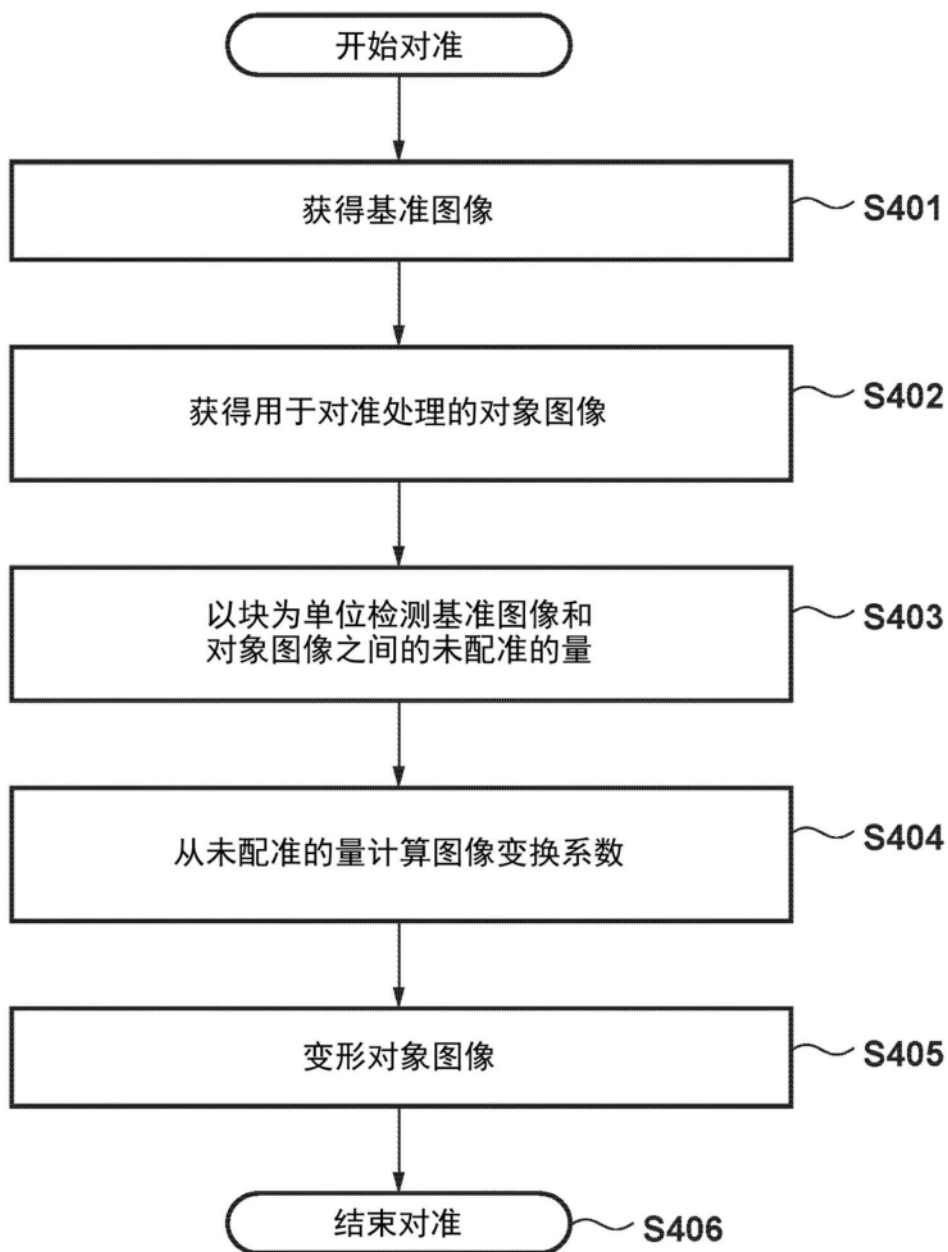 开始对准
获得基准图像
S401
获得用于对准处理的对象图像
S402
以块为单位检测基准图像和
对象图像之间的未配准的量
S403
从未配准的量计算图像变换系数
S404
变形对象图像
S405
结束对准
S406